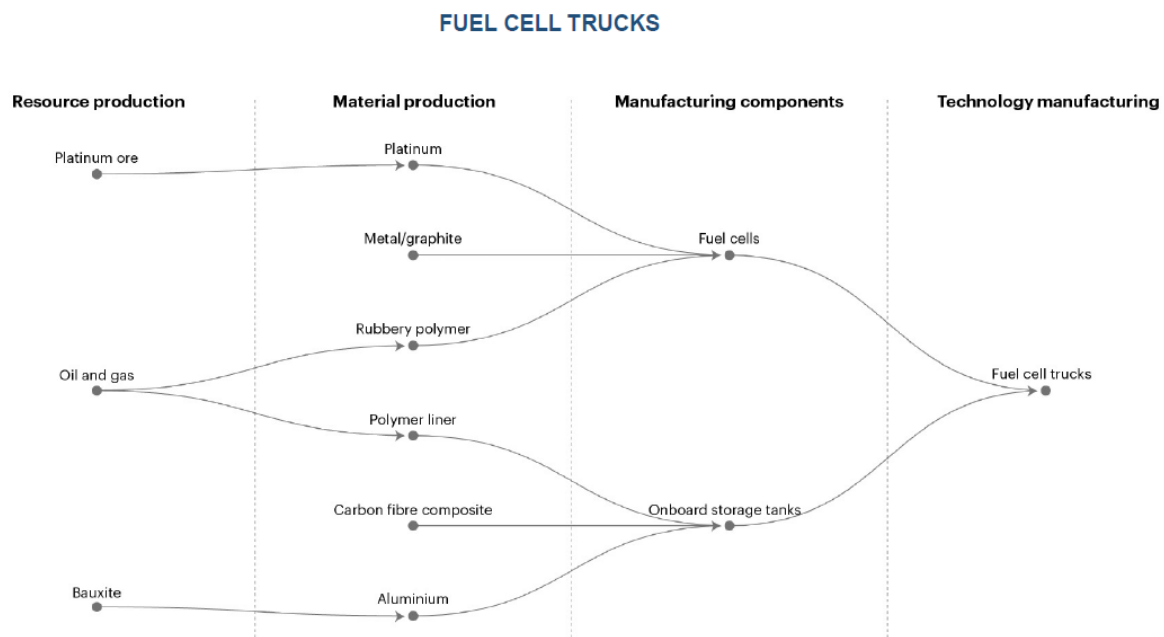 FUEL CELL TRUCKS
Resource production
Material production
Manufacturing components
Technology manufacturing
Platinum ore
Platinum
Metal/graphite
Fuel cells
Rubbery polymer
Oil and gas
Fuel cell trucks
Polymer liner
Carbon fibre composite
Onboard storage tanks
Bauxite
Aluminium